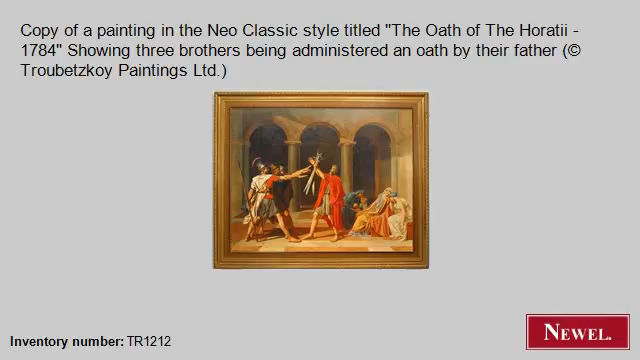 Copy of a painting in the Neo Classic style titled "The Oath of The Horatii -
1784" Showing three brothers being administered an oath by their father (©
Troubetzkoy Paintings Ltd.)
Inventory number: TR1212
NEWEL.